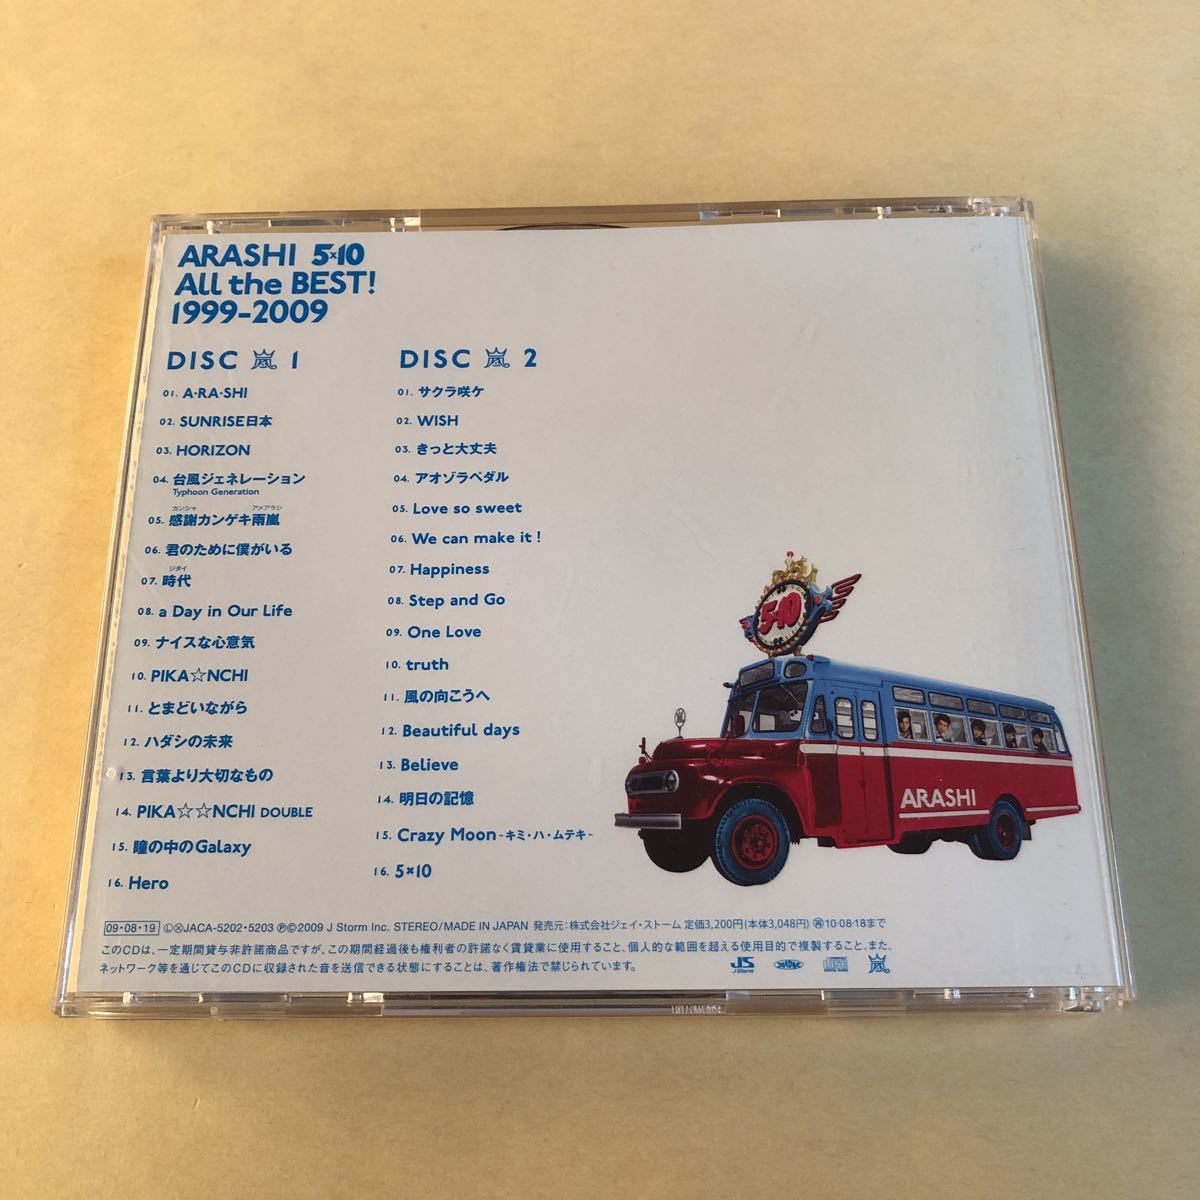 ARASHI 5×10
All the BEST!
1999-2009
DISC 嵐 1
01. A・RA・SHI
02. SUNRISE日本
03. HORIZON
04. 台風ジェネレーション
Typhoon Generation
カンシャ アメアラシ
05. 感謝カンゲキ雨嵐
06. 君のために僕がいる
ジダイ
07. 時代
08. a Day in Our Life
09. ナイスな心意気
10. PIKA☆NCHI
11. とまどいながら
12. ハダシの未来
13. 言葉より大切なもの
14. PIKA☆☆NCHI DOUBLE
15. 瞳の中のGalaxy
16. Hero
DISC 嵐 2
01. サクラ咲ケ
02. WISH
03. きっと大丈夫
04. アオゾラペダル
05. Love so sweet
06. We can make it !
07. Happiness
08. Step and Go
09. One Love
10. truth
11. 風の向こうへ
12. Beautiful days
13. Believe
14. 明日の記憶
15. Crazy Moon~キミ・ハ・ムテキ~
16. 5×10
5×10
ARASHI
09・08・19 ⓁⓍJACA-5202・5203 ℗©2009 J Storm Inc. STEREO/MADE IN JAPAN 発売元:株式会社ジェイ・ストーム 定価3,200円(本体3,048円) 再10・08・18まで
このCDは、一定期間貸与非許諾商品ですが、この期間経過後も権利者の許諾なく賃貸業に使用すること、個人的な範囲を超える使用目的で複製すること、また、
ネットワーク等を通じてこのCDに収録された音を送信できる状態にすることは、著作権法で禁じられています。
JS
J Storm
嵐